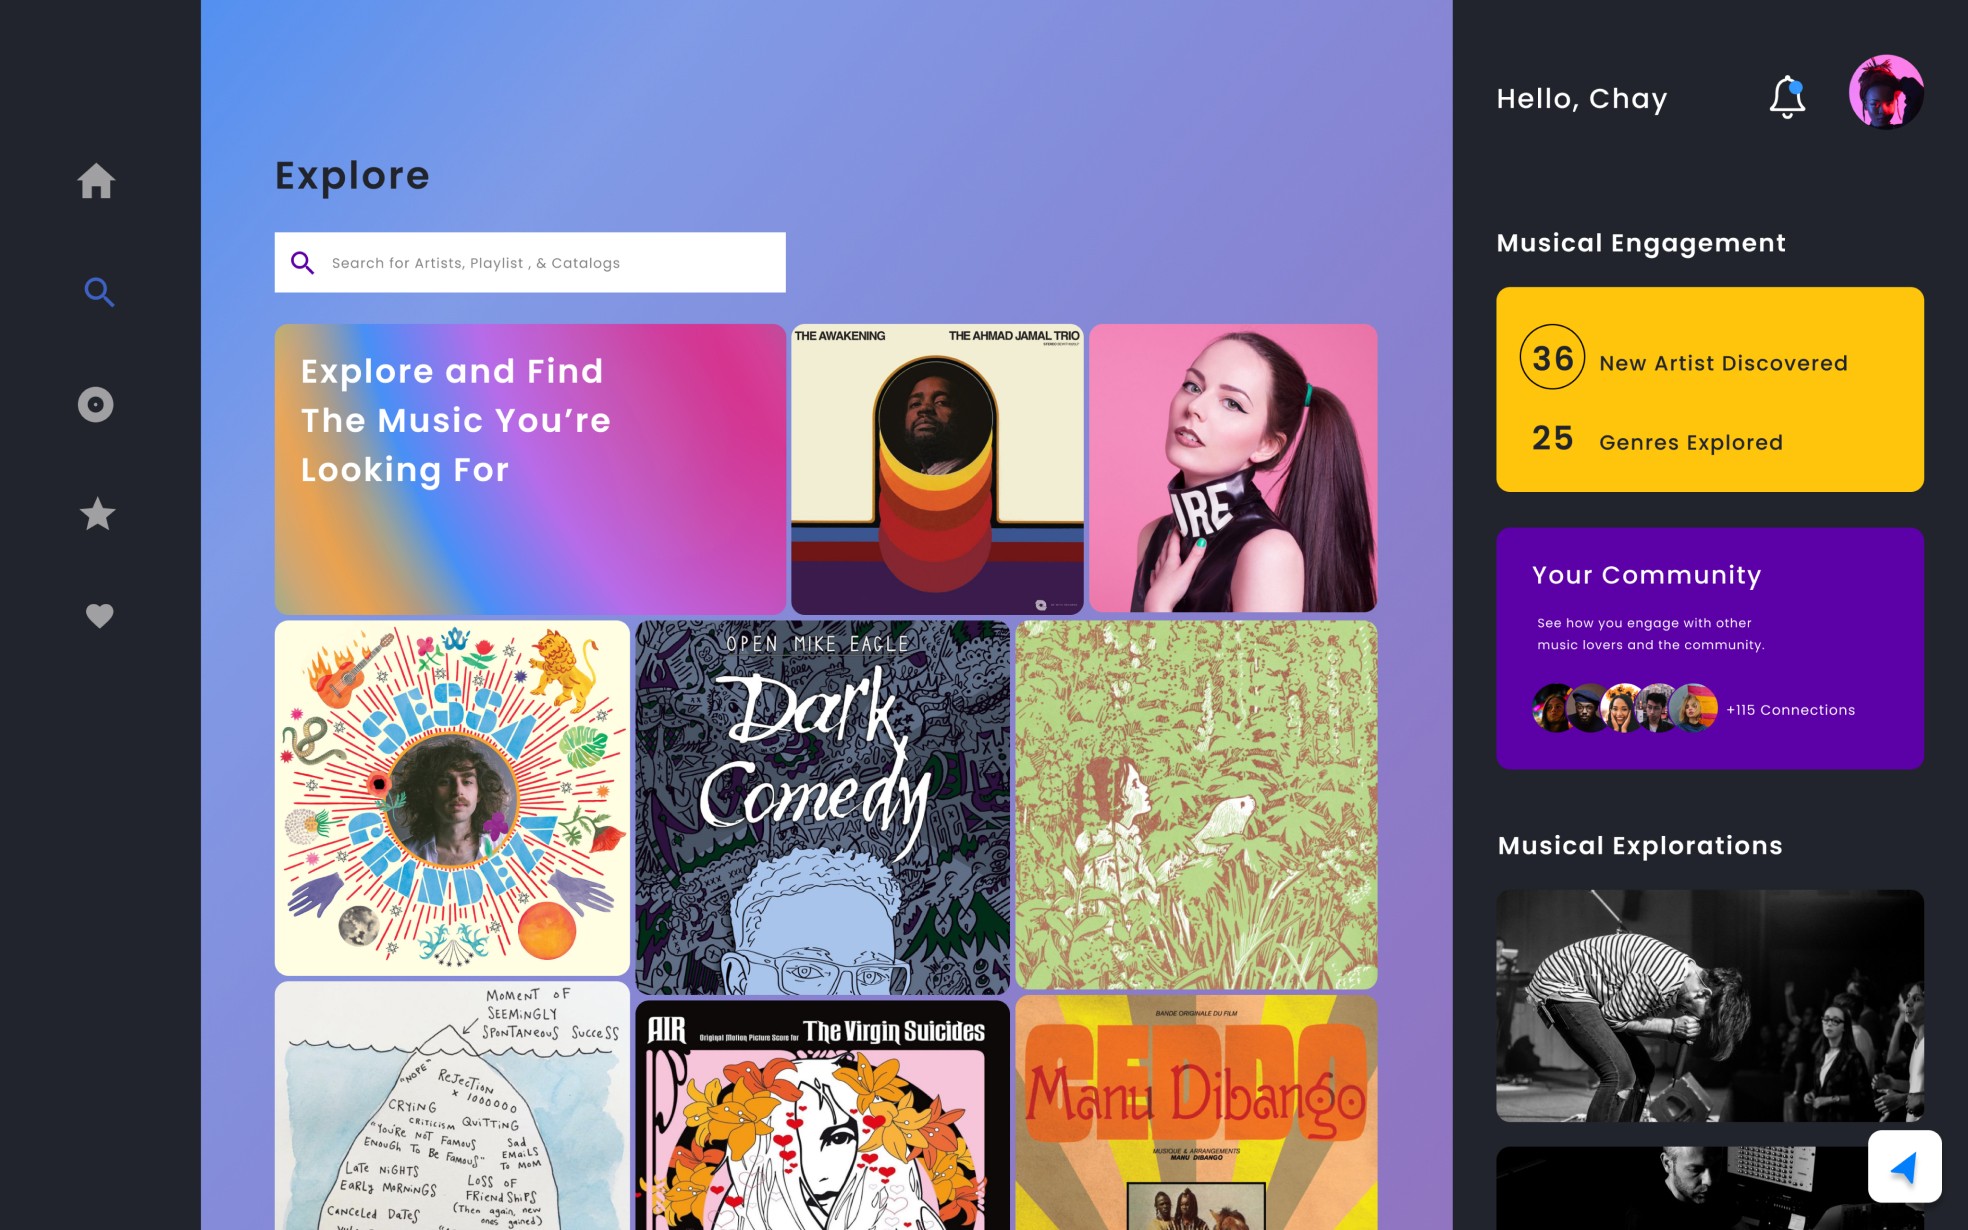 Hello, Chay
Explore
Search for Artists, Playlist , & Catalogs
Explore and Find
The Music You’re
Looking For
THE AWAKENING
THE AHMAD JAMAL TRIO
URE
SESSA
GRANDEZA
OPEN MIKE EAGLE
Dark
Comedy
MOMENT OF
SEEMINGLY
SPONTANEOUS SUCCESS
"NOPE"
REJECTION
x 1000000
CRYING
CRITICISM
QUITTING
"YOU'RE NOT FAMOUS
ENOUGH TO BE FAMOUS"
SAD
EMAILS
TO MOM
LATE NIGHTS
EARLY MORNINGS
LOSS OF
FRIENDSHIPS
(THEN AGAIN, NEW
ONES GAINED)
CANCELED DATES
AIR
Original Motion Picture Score for The Virgin Suicides
BANDE ORIGINALE DU FILM
CEDDO
Manu Dibango
MUSIQUE & ARRANGEMENTS
MANU DIBANGO
Musical Engagement
36 New Artist Discovered
25 Genres Explored
Your Community
See how you engage with other
music lovers and the community.
+115 Connections
Musical Explorations